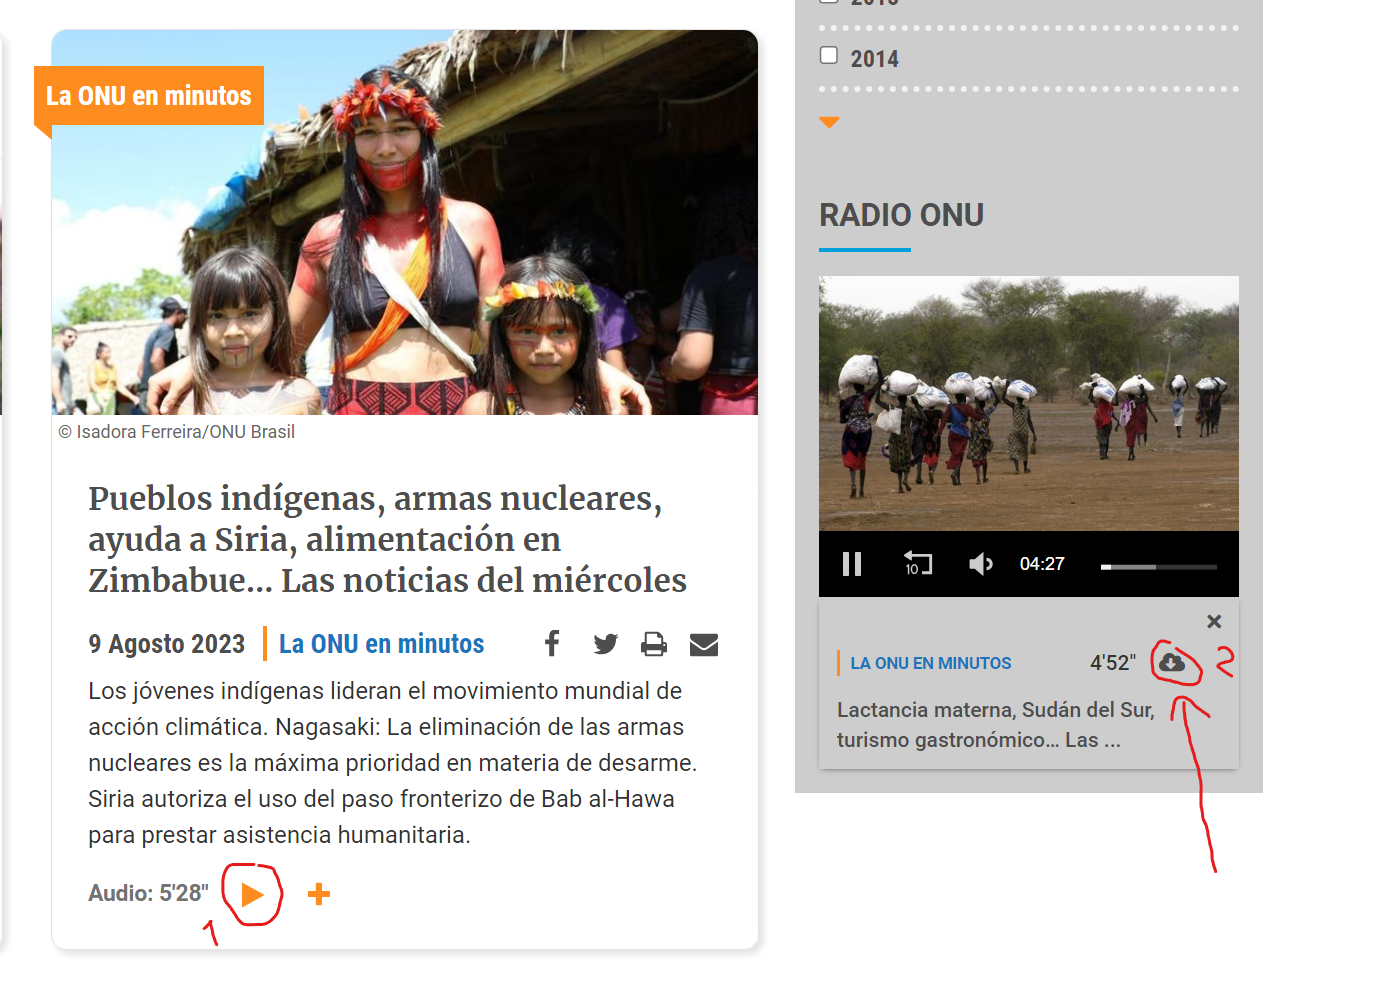 La ONU en minutos
© Isadora Ferreira/ONU Brasil
Pueblos indígenas, armas nucleares,
ayuda a Siria, alimentación en
Zimbabue... Las noticias del miércoles
9 Agosto 2023
La ONU en minutos
Los jóvenes indígenas lideran el movimiento mundial de
acción climática. Nagasaki: La eliminación de las armas
nucleares es la máxima prioridad en materia de desarme.
Siria autoriza el uso del paso fronterizo de Bab al-Hawa
para prestar asistencia humanitaria.
Audio: 5'28"
1
2014
RADIO ONU
10
04:27
LA ONU EN MINUTOS
4'52"
2
Lactancia materna, Sudán del Sur,
turismo gastronómico… Las ...